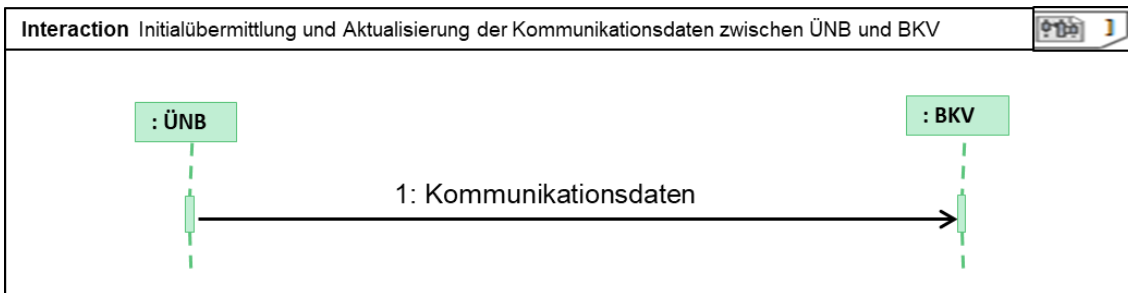 Interaction Initialübermittlung und Aktualisierung der Kommunikationsdaten zwischen ÜNB und BKV
: ÜNB
: BKV
1: Kommunikationsdaten